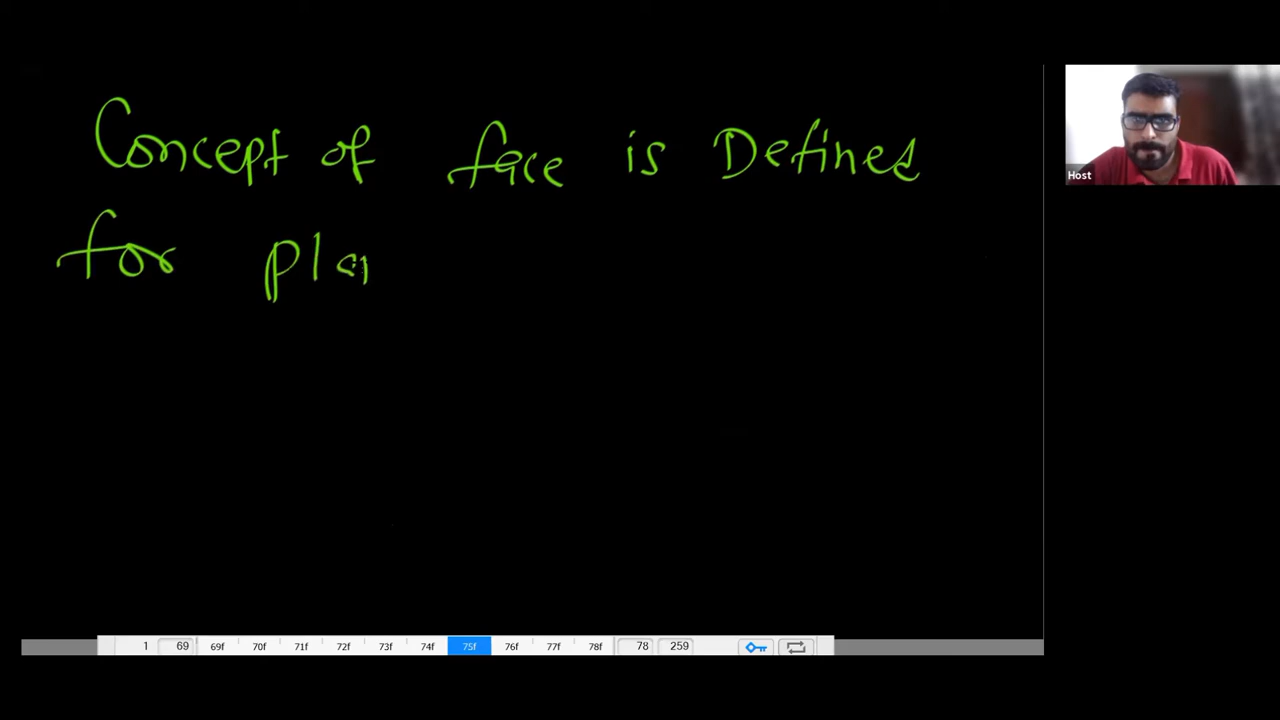 Concept of face is Defines
for pla
Host
1 69 69f 70f 71f 72f 73f 74f 75f 76f 77f 78f 78 259